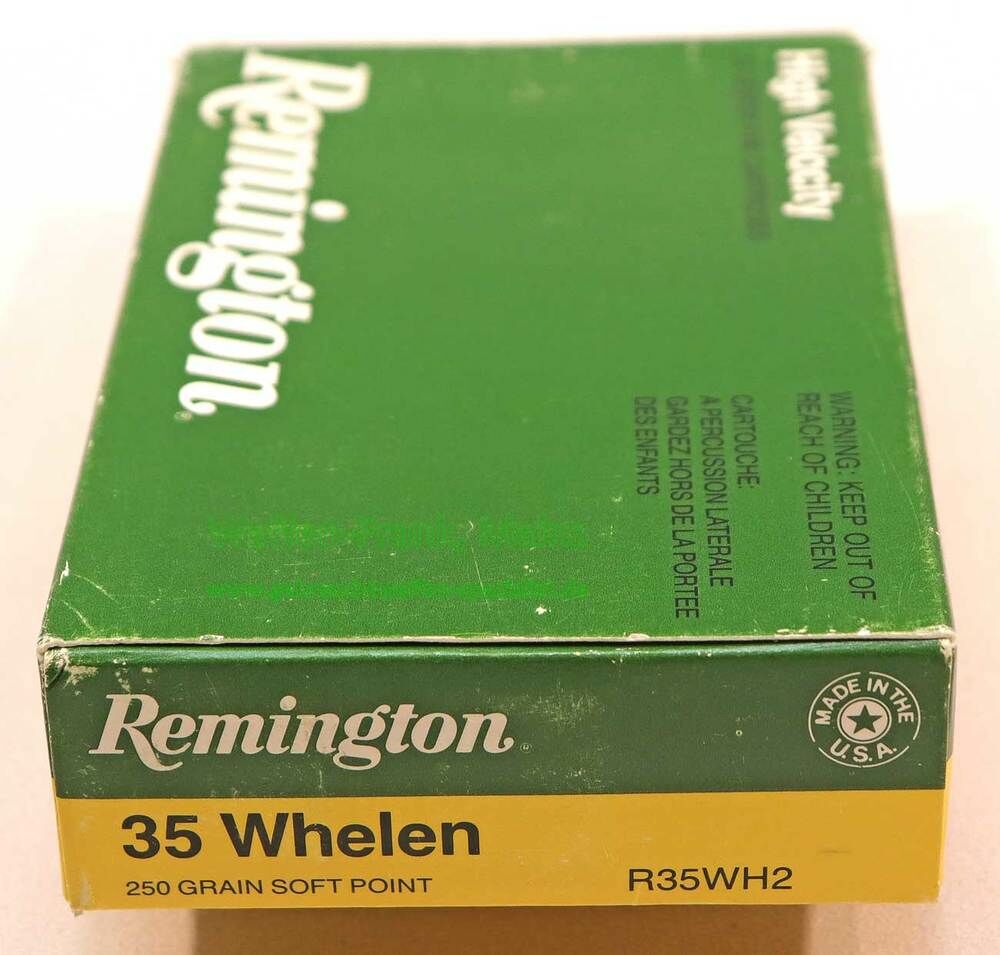 Remington
High Velocity
WARNING: KEEP OUT OF
REACH OF CHILDREN
CARTOUCHE:
A PERCUSSION LATERALE
GARDEZ HORS DE LA PORTEE
DES ENFANTS
Remington
MADE IN THE
U.S.A.
35 Whelen
250 GRAIN SOFT POINT
R35WH2